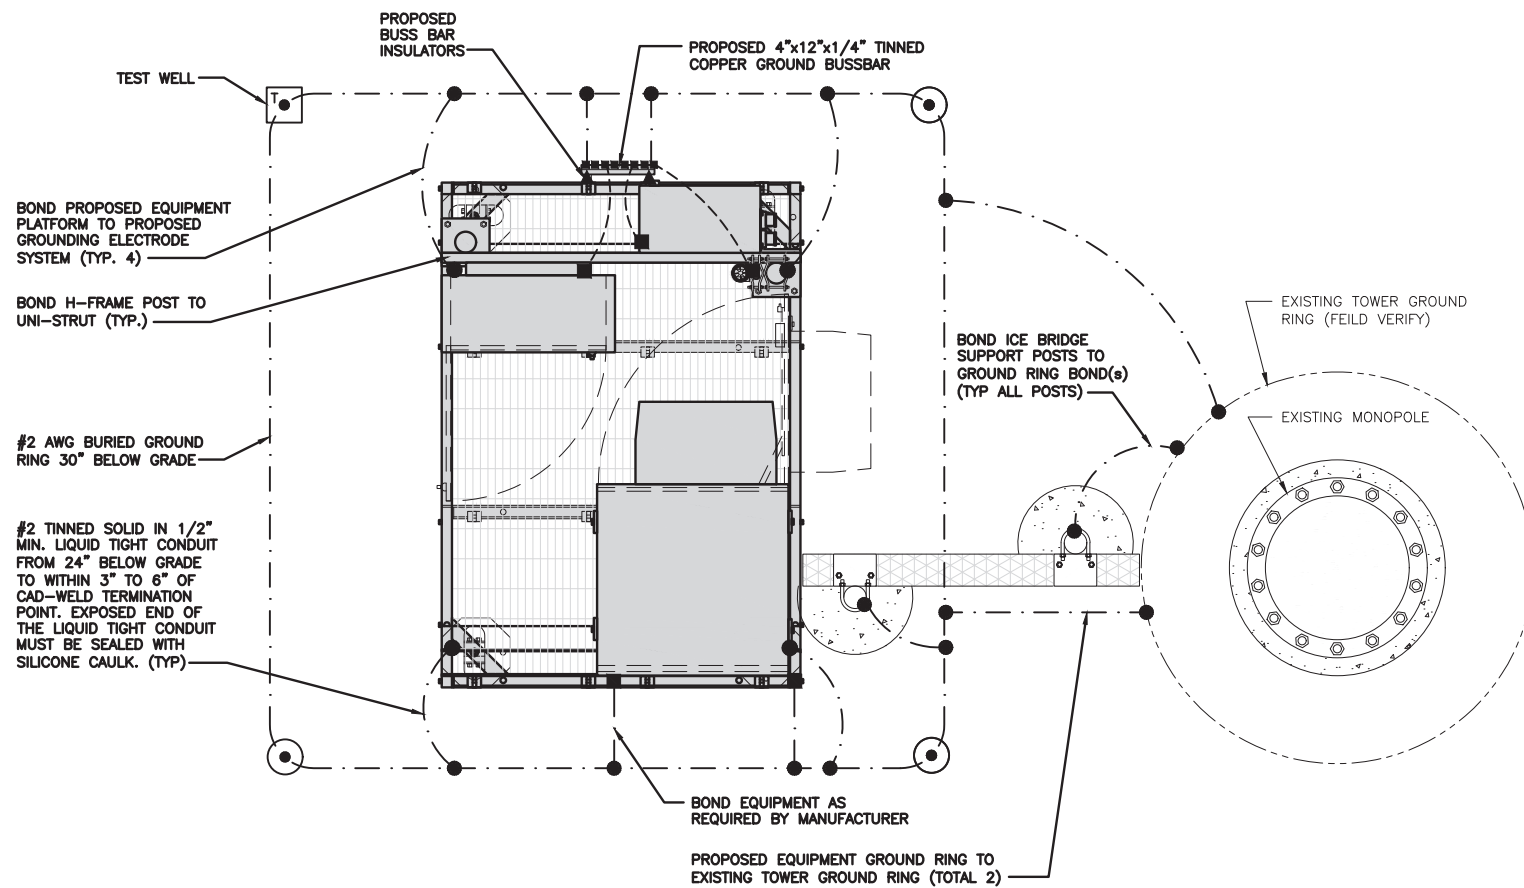 PROPOSED
BUSS BAR
INSULATORS
PROPOSED 4"x12"x1/4" TINNED
COPPER GROUND BUSSBAR
TEST WELL
T
BOND PROPOSED EQUIPMENT
PLATFORM TO PROPOSED
GROUNDING ELECTRODE
SYSTEM (TYP. 4)
BOND H-FRAME POST TO
UNI-STRUT (TYP.)
EXISTING TOWER GROUND
RING (FEILD VERIFY)
BOND ICE BRIDGE
SUPPORT POSTS TO
GROUND RING BOND(s)
(TYP ALL POSTS)
EXISTING MONOPOLE
#2 AWG BURIED GROUND
RING 30" BELOW GRADE
#2 TINNED SOLID IN 1/2"
MIN. LIQUID TIGHT CONDUIT
FROM 24" BELOW GRADE
TO WITHIN 3" TO 6" OF
CAD-WELD TERMINATION
POINT. EXPOSED END OF
THE LIQUID TIGHT CONDUIT
MUST BE SEALED WITH
SILICONE CAULK. (TYP)
BOND EQUIPMENT AS
REQUIRED BY MANUFACTURER
PROPOSED EQUIPMENT GROUND RING TO
EXISTING TOWER GROUND RING (TOTAL 2)